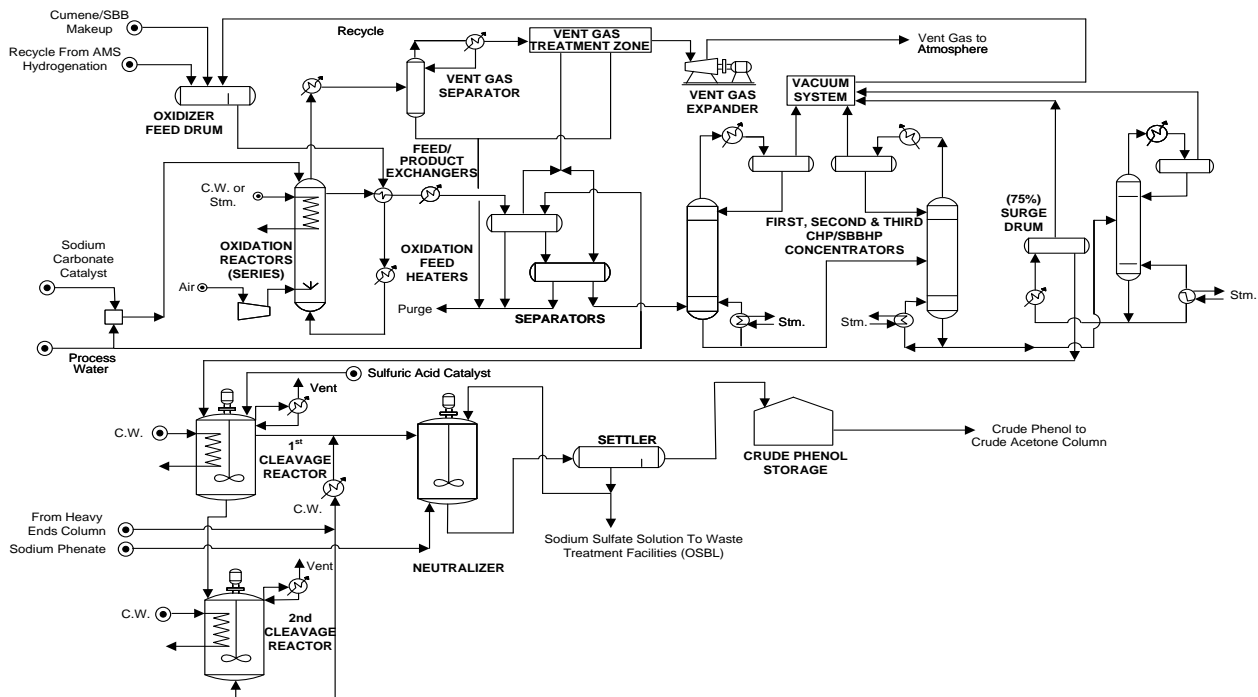 Cumene/SBB
Makeup
Recycle From AMS
Hydrogenation
OXIDIZER
FEED DRUM
Recycle
VENT GAS
SEPARATOR
VENT GAS
TREATMENT ZONE
VENT GAS
EXPANDER
Vent Gas to
Atmosphere
VACUUM
SYSTEM
FEED/
PRODUCT
EXCHANGERS
C.W. or
Stm.
OXIDATION
REACTORS
(SERIES)
Air
OXIDATION
FEED
HEATERS
Sodium
Carbonate
Catalyst
Process
Water
Purge
SEPARATORS
FIRST, SECOND & THIRD
CHP/SBBHP
CONCENTRATORS
Stm.
Stm.
(75%)
SURGE
DRUM
Stm.
Sulfuric Acid Catalyst
Vent
C.W.
1st
CLEAVAGE
REACTOR
C.W.
From Heavy
Ends Column
Sodium Phenate
NEUTRALIZER
SETTLER
Sodium Sulfate Solution To Waste
Treatment Facilities (OSBL)
CRUDE PHENOL
STORAGE
Crude Phenol to
Crude Acetone Column
Vent
C.W.
2nd
CLEAVAGE
REACTOR